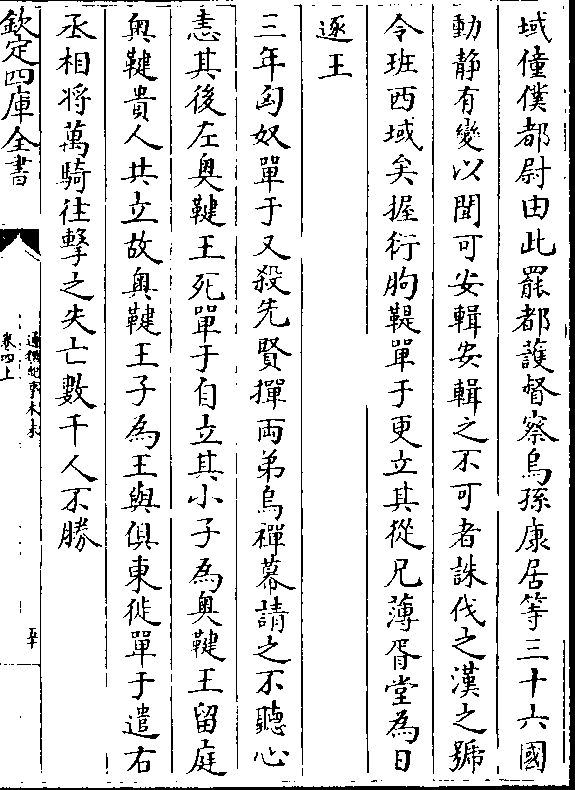 域僮僕都尉由此罷都護督察烏孫康居等三十六國
動静有變以聞可安輯安輯之不可者誅伐之漢之號
令班西域矣握衍朐鞮單于更立其從兄薄胥堂為日
逐王
三年匈奴單于又殺先賢撣兩弟烏禪幕請之不聽心
恚其後左奥鞬王死單于自立其小子為奥鞬王留庭
奥鞬貴人共立故奥鞬王子為王與俱東徙單于遣右
丞相将萬騎往擊之失亡數千人不勝
欽定四庫全書
通鑑紀事本末
卷四上